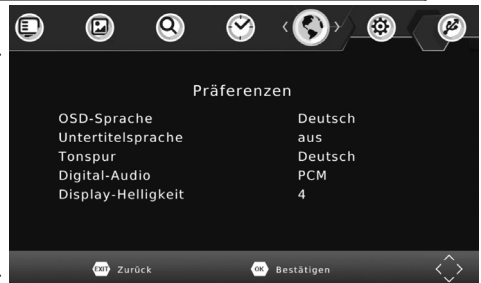 Präferenzen
OSD-Sprache Deutsch
Untertitelsprache aus
Tonspur Deutsch
Digital-Audio PCM
Display-Helligkeit 4
EXIT Zurück OK Bestätigen